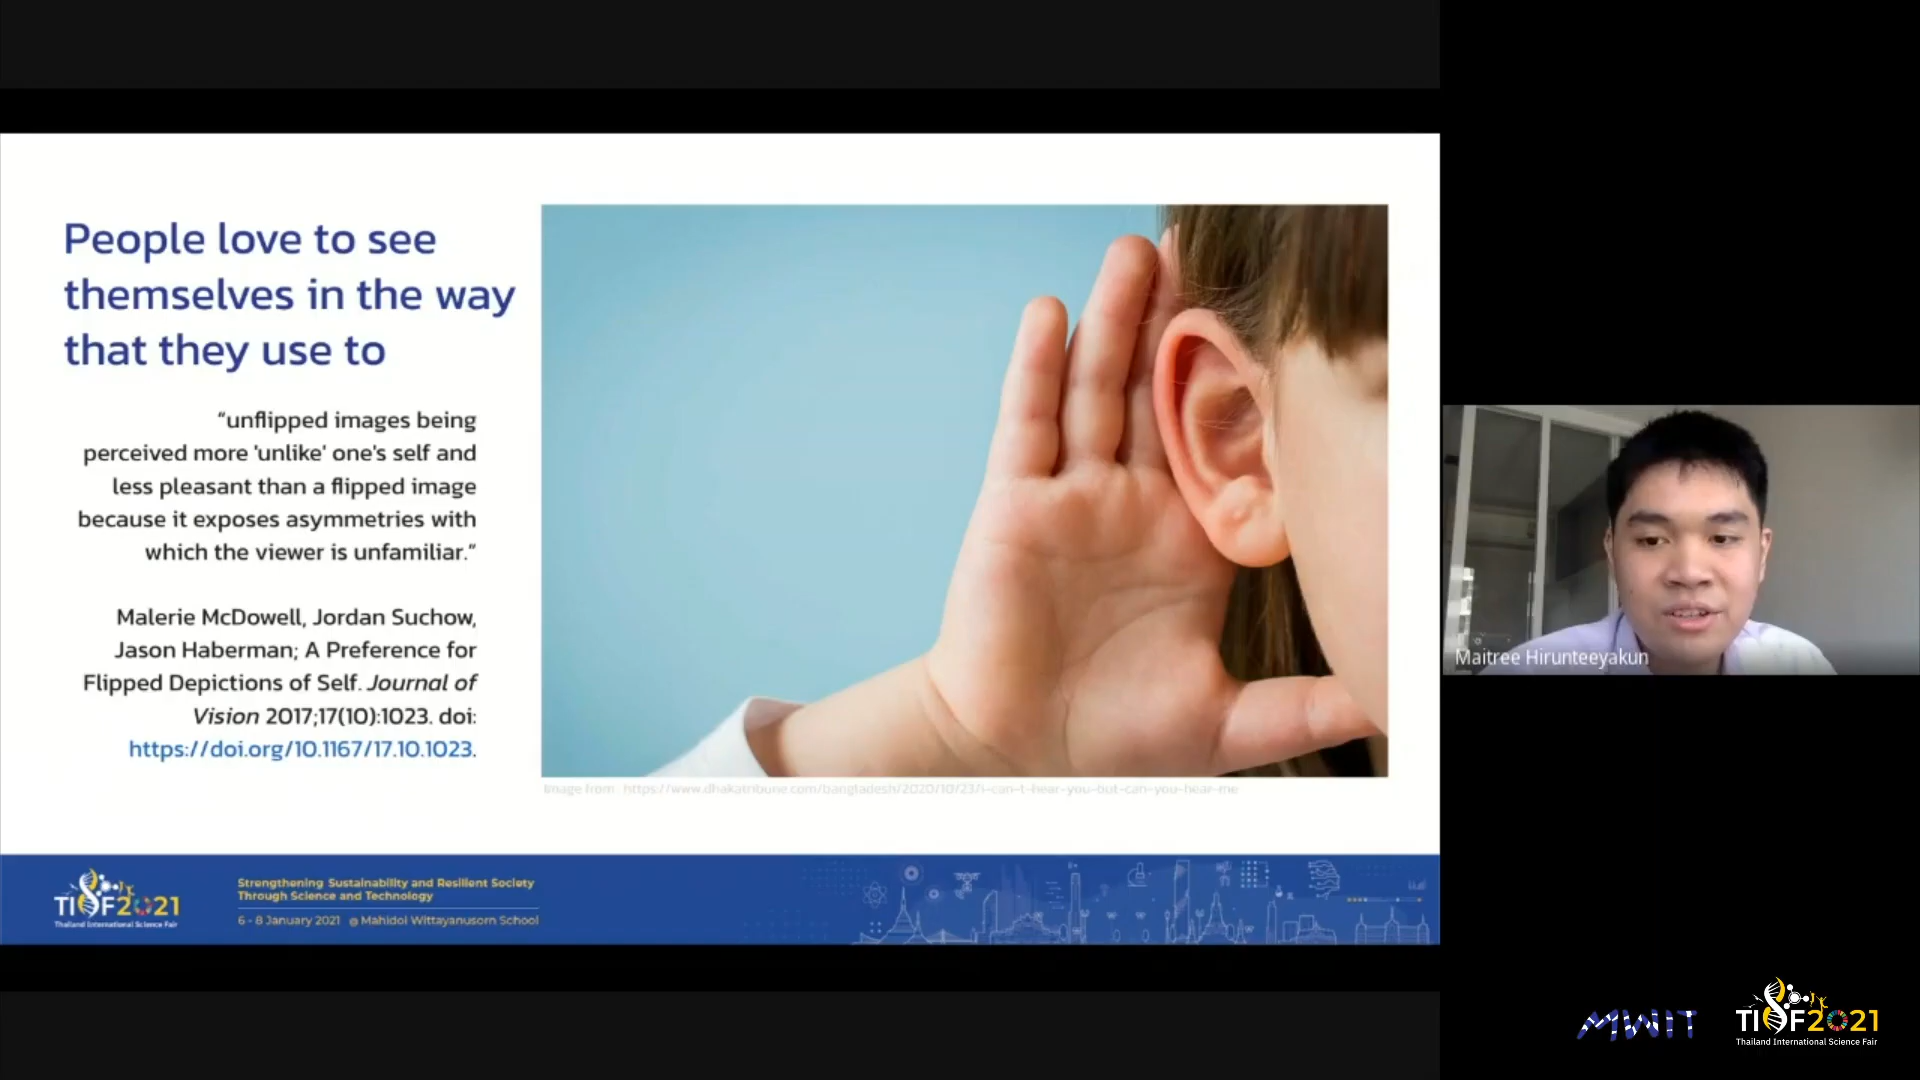 People love to see
themselves in the way
that they use to
“unflipped images being
perceived more 'unlike' one's self and
less pleasant than a flipped image
because it exposes asymmetries with
which the viewer is unfamiliar.”
Malerie McDowell, Jordan Suchow,
Jason Haberman; A Preference for
Flipped Depictions of Self. Journal of
Vision 2017;17(10):1023. doi:
https://doi.org/10.1167/17.10.1023.
Image from : https://www.dhakatribune.com/bangladesh/2020/10/23/i-can-t-hear-you-but-can-you-hear-me
TISF2021
Thailand International Science Fair
Strengthening Sustainability and Resilient Society
Through Science and Technology
6 - 8 January 2021 @ Mahidol Wittayanusorn School
Maitree Hirunteeyakun
MWIT
TISF2021
Thailand International Science Fair